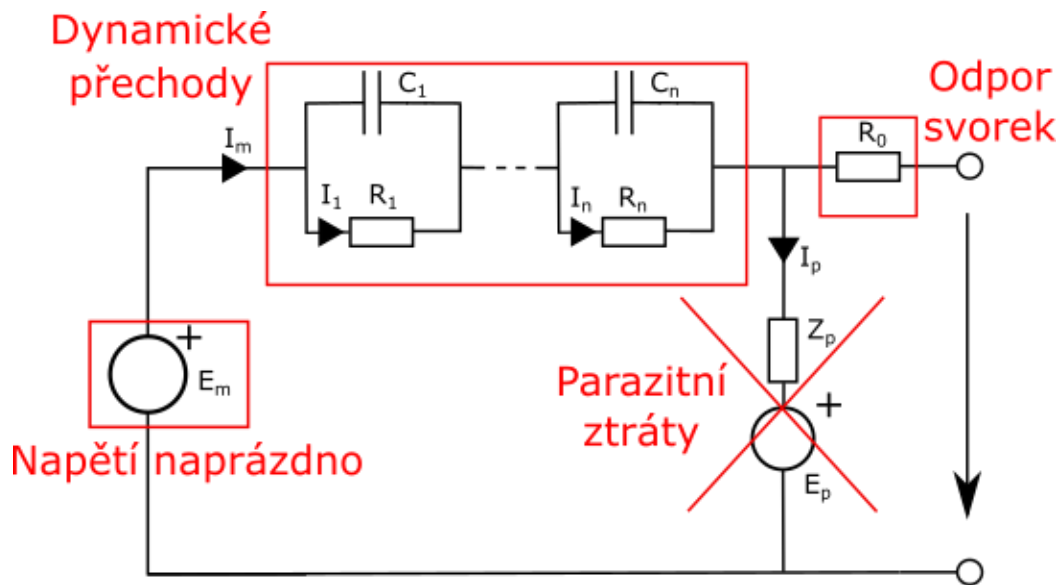 Dynamické
přechody
C₁
Cₙ
Odpor
svorek
R₀
Iₘ
I₁
R₁
Iₙ
Rₙ
Iₚ
Zₚ
+
Eₘ
Parazitní
ztráty
+
Eₚ
Napětí naprázdno